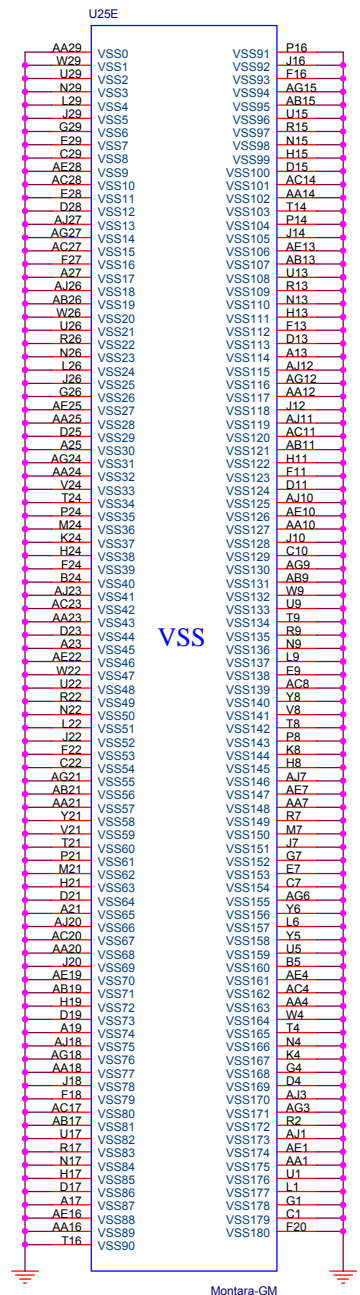 U25E
AA29 VSS0 VSS91 P16
W29 VSS1 VSS92 J16
U29 VSS2 VSS93 F16
N29 VSS3 VSS94 AG15
L29 VSS4 VSS95 AB15
J29 VSS5 VSS96 U15
G29 VSS6 VSS97 R15
E29 VSS7 VSS98 N15
C29 VSS8 VSS99 H15
AE28 VSS9 VSS100 D15
AC28 VSS10 VSS101 AC14
E28 VSS11 VSS102 AA14
D28 VSS12 VSS103 T14
AJ27 VSS13 VSS104 P14
AG27 VSS14 VSS105 J14
AC27 VSS15 VSS106 AE13
F27 VSS16 VSS107 AB13
A27 VSS17 VSS108 U13
AJ26 VSS18 VSS109 R13
AB26 VSS19 VSS110 N13
W26 VSS20 VSS111 H13
U26 VSS21 VSS112 F13
R26 VSS22 VSS113 D13
N26 VSS23 VSS114 A13
L26 VSS24 VSS115 AJ12
J26 VSS25 VSS116 AG12
G26 VSS26 VSS117 AA12
AE25 VSS27 VSS118 J12
AA25 VSS28 VSS119 AJ11
D25 VSS29 VSS120 AC11
A25 VSS30 VSS121 AB11
AG24 VSS31 VSS122 H11
AA24 VSS32 VSS123 F11
V24 VSS33 VSS124 D11
T24 VSS34 VSS125 AJ10
P24 VSS35 VSS126 AE10
M24 VSS36 VSS127 AA10
K24 VSS37 VSS128 J10
H24 VSS38 VSS129 C10
F24 VSS39 VSS130 AG9
B24 VSS40 VSS131 AB9
AJ23 VSS41 VSS132 W9
AC23 VSS42 VSS133 U9
AA23 VSS43 VSS134 T9
D23 VSS44 VSS135 R9
A23 VSS45 VSS136 N9
VSS
AE22 VSS46 VSS137 L9
W22 VSS47 VSS138 E9
U22 VSS48 VSS139 AC8
R22 VSS49 VSS140 Y8
N22 VSS50 VSS141 V8
L22 VSS51 VSS142 T8
J22 VSS52 VSS143 P8
F22 VSS53 VSS144 K8
C22 VSS54 VSS145 H8
AG21 VSS55 VSS146 AJ7
AB21 VSS56 VSS147 AE7
AA21 VSS57 VSS148 AA7
Y21 VSS58 VSS149 R7
V21 VSS59 VSS150 M7
T21 VSS60 VSS151 J7
P21 VSS61 VSS152 G7
M21 VSS62 VSS153 E7
H21 VSS63 VSS154 C7
D21 VSS64 VSS155 AG6
A21 VSS65 VSS156 Y6
AJ20 VSS66 VSS157 L6
AC20 VSS67 VSS158 Y5
AA20 VSS68 VSS159 U5
J20 VSS69 VSS160 B5
AE19 VSS70 VSS161 AE4
AB19 VSS71 VSS162 AC4
H19 VSS72 VSS163 AA4
D19 VSS73 VSS164 W4
A19 VSS74 VSS165 T4
AJ18 VSS75 VSS166 N4
AG18 VSS76 VSS167 K4
AA18 VSS77 VSS168 G4
J18 VSS78 VSS169 D4
F18 VSS79 VSS170 AJ3
AC17 VSS80 VSS171 AG3
AB17 VSS81 VSS172 R2
U17 VSS82 VSS173 AJ1
R17 VSS83 VSS174 AE1
N17 VSS84 VSS175 AA1
H17 VSS85 VSS176 U1
D17 VSS86 VSS177 L1
A17 VSS87 VSS178 G1
AE16 VSS88 VSS179 C1
AA16 VSS89 VSS180 F20
T16 VSS90
Montara-GM